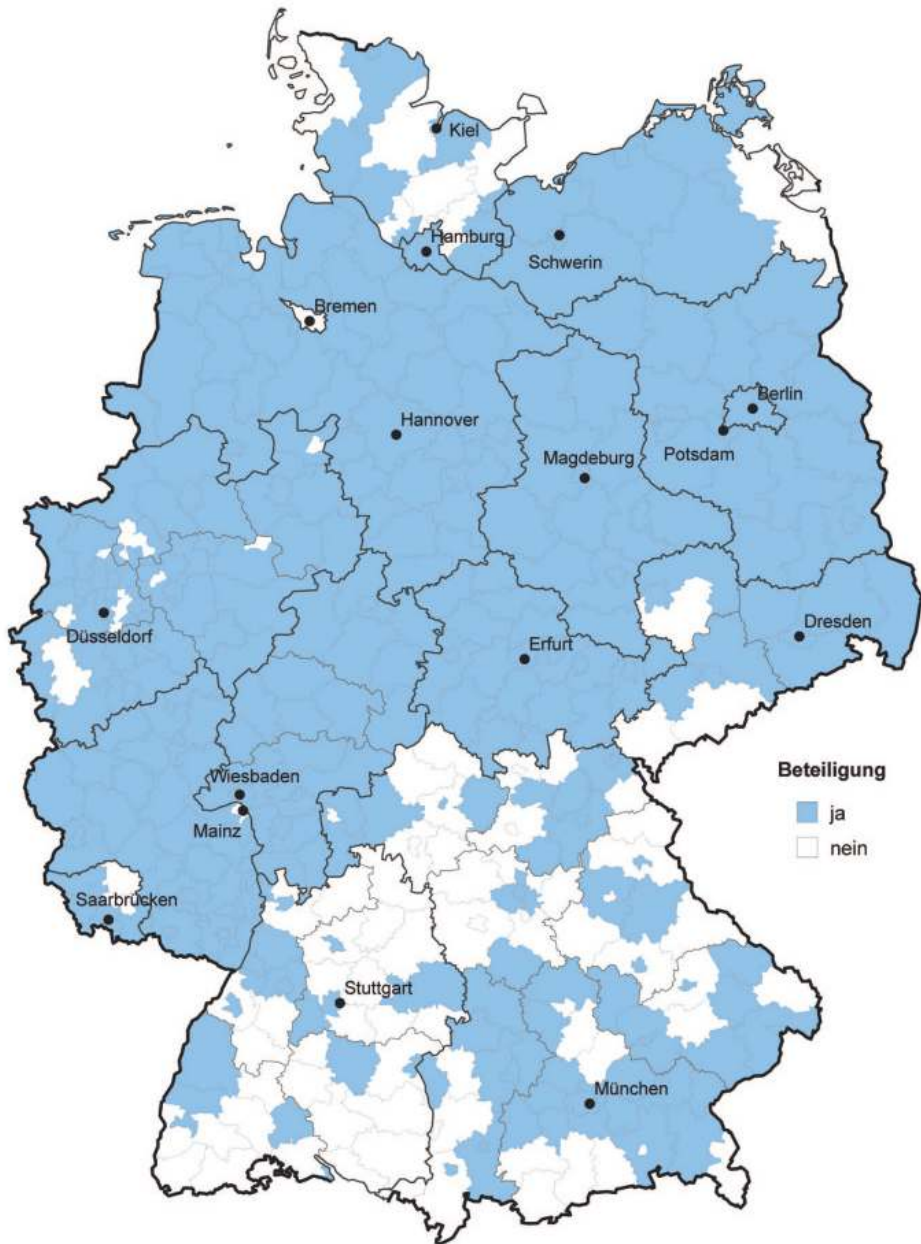 Kiel
Hamburg
Schwerin
Bremen
Berlin
Hannover
Potsdam
Magdeburg
Düsseldorf
Dresden
Erfurt
Wiesbaden
Mainz
Beteiligung
ja
nein
Saarbrücken
Stuttgart
München